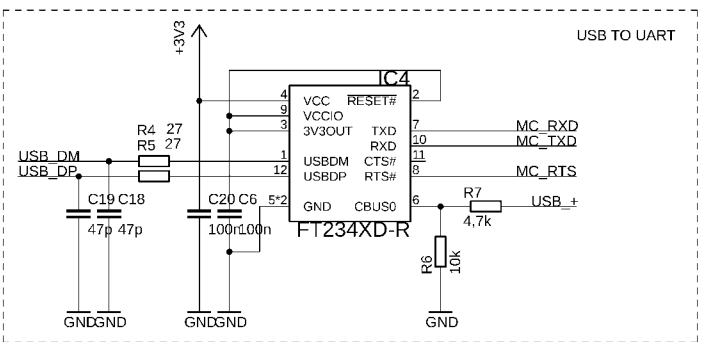 USB TO UART
+3V3
IC4
4 VCC RESET# 2
9 VCCIO
3 3V3OUT TXD 7 MC_RXD
RXD 10 MC_TXD
R4 27
R5 27
USB_DM 1 USBDM CTS# 11
USB_DP 12 USBDP RTS# 8 MC_RTS
C19 C18 C20 C6 5*2 GND CBUS0 6 R7 USB_+
47p 47p 100n 100n 4,7k
FT234XD-R
R6 10k
GND GND GND GND GND